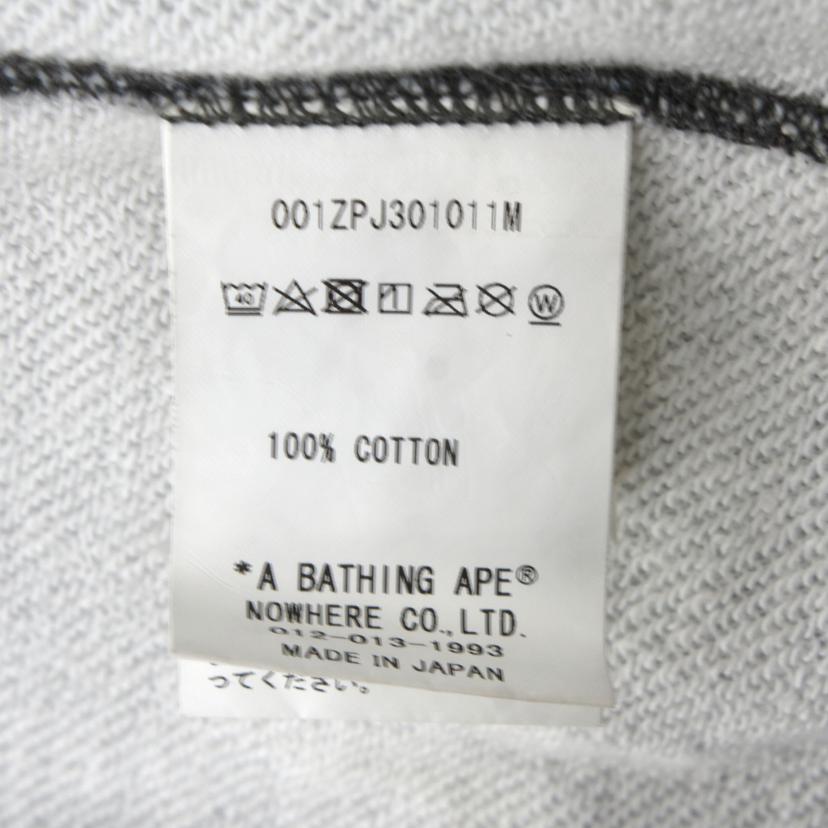 001ZPJ301011M
40 W
100% COTTON
*A BATHING APE®
NOWHERE CO.,LTD.
012-013-1993
MADE IN JAPAN
ってください。